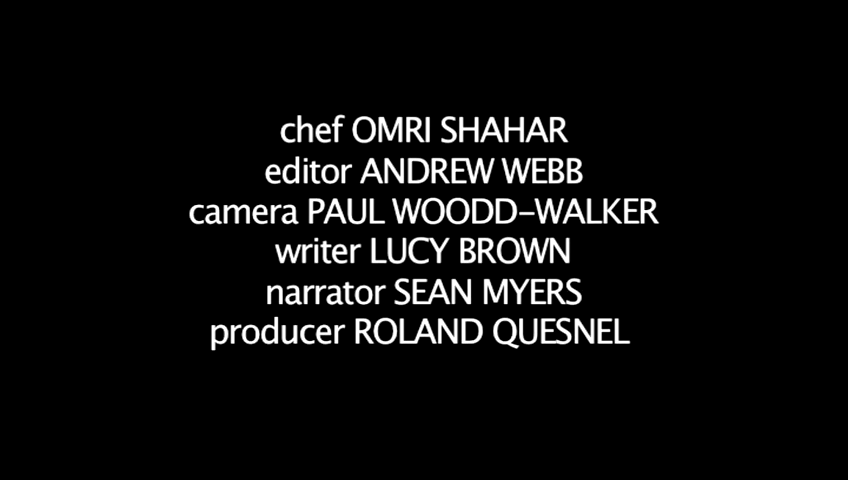 chef OMRI SHAHAR
editor ANDREW WEBB
camera PAUL WOODD-WALKER
writer LUCY BROWN
narrator SEAN MYERS
producer ROLAND QUESNEL